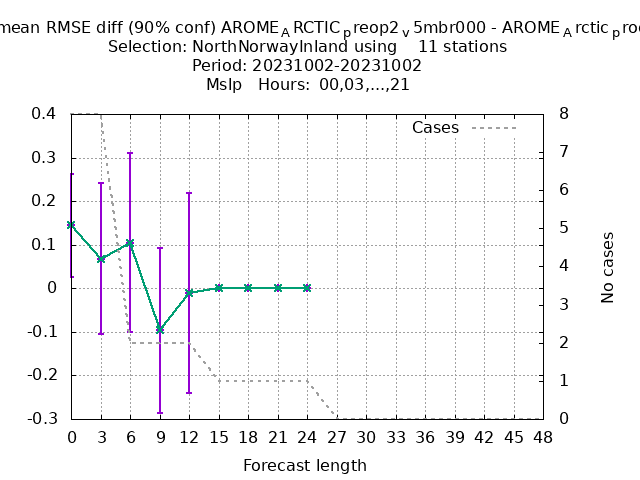 mean RMSE diff (90% conf) AROME_ARCTIC_preop2_v5mbr000 - AROME_Arctic_prod
Selection: NorthNorwayInland using 11 stations
Period: 20231002-20231002
Mslp Hours: 00,03,...,21
Cases
0.4
0.3
0.2
0.1
0
-0.1
-0.2
-0.3
8
7
6
5
4
3
2
1
0
No cases
0 3 6 9 12 15 18 21 24 27 30 33 36 39 42 45 48
Forecast length